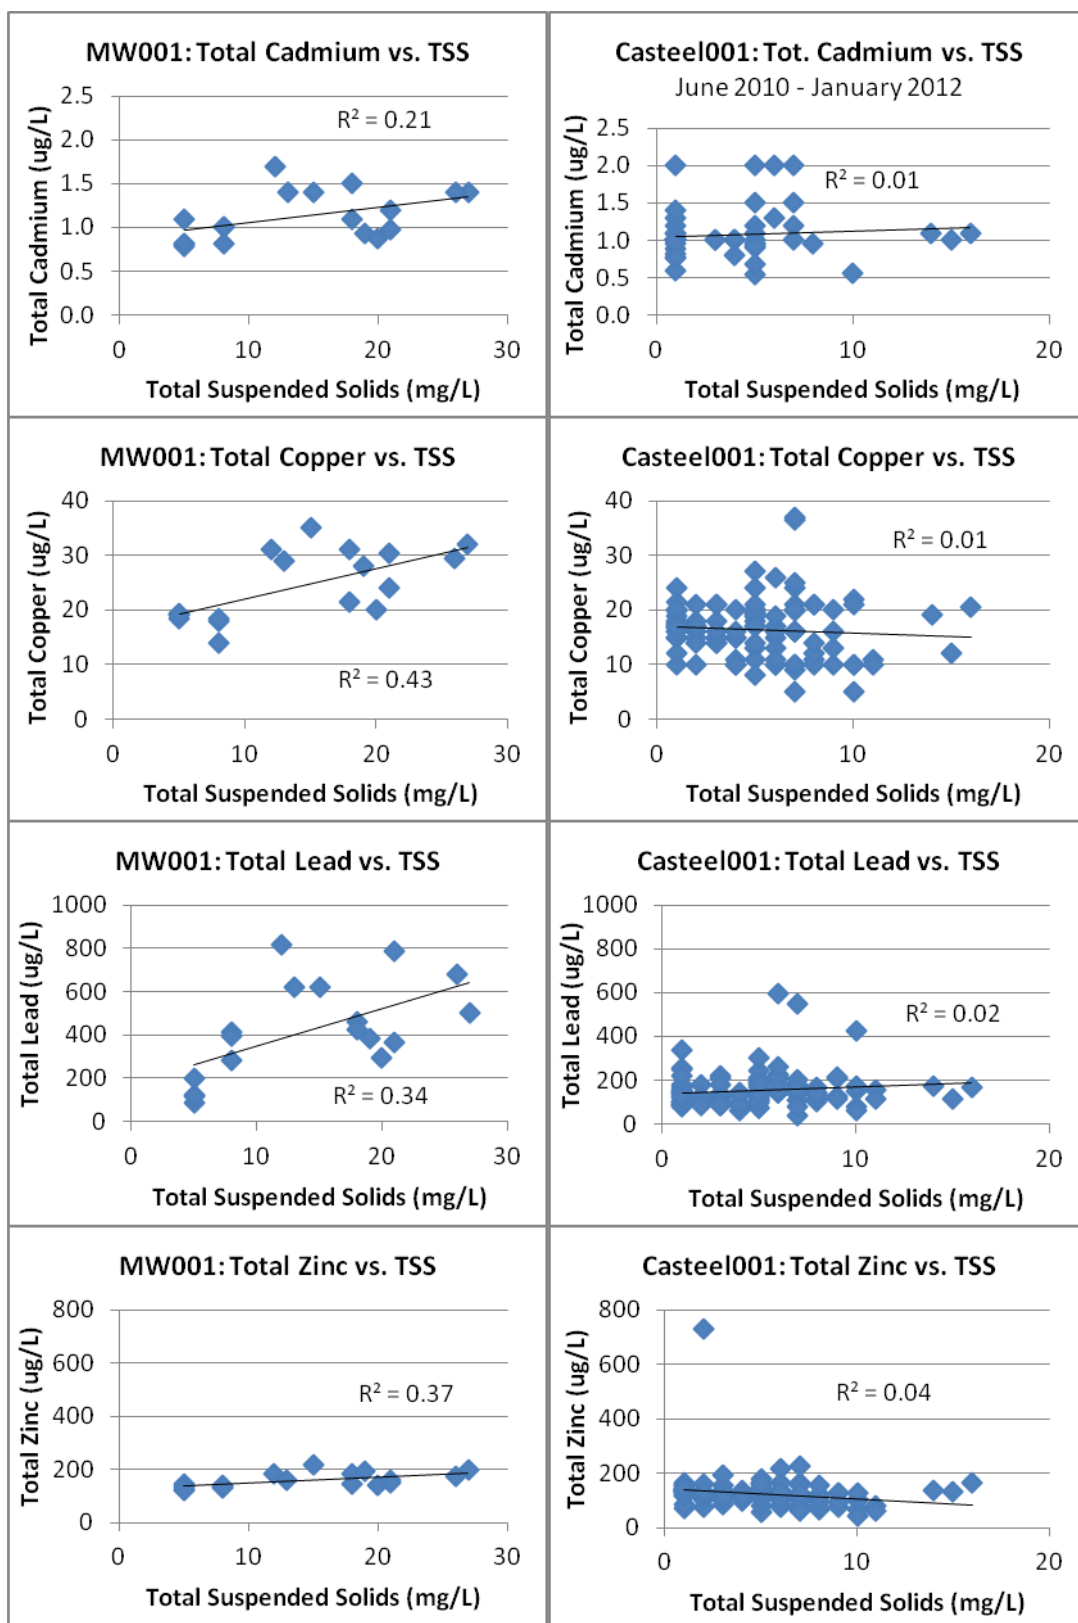 MW001: Total Cadmium vs. TSS
Total Cadmium (ug/L)
2.5
2.0
1.5
1.0
0.5
0.0
R² = 0.21
0 10 20 30
Total Suspended Solids (mg/L)
Casteel001: Tot. Cadmium vs. TSS
June 2010 - January 2012
Total Cadmium (ug/L)
2.5
2.0
1.5
1.0
0.5
0.0
R² = 0.01
0 10 20
Total Suspended Solids (mg/L)
MW001: Total Copper vs. TSS
Total Copper (ug/L)
40
30
20
10
0
R² = 0.43
0 10 20 30
Total Suspended Solids (mg/L)
Casteel001: Total Copper vs. TSS
Total Copper (ug/L)
40
30
20
10
0
R² = 0.01
0 10 20
Total Suspended Solids (mg/L)
MW001: Total Lead vs. TSS
Total Lead (ug/L)
1000
800
600
400
200
0
R² = 0.34
0 10 20 30
Total Suspended Solids (mg/L)
Casteel001: Total Lead vs. TSS
Total Lead (ug/L)
1000
800
600
400
200
0
R² = 0.02
0 10 20
Total Suspended Solids (mg/L)
MW001: Total Zinc vs. TSS
Total Zinc (ug/L)
800
600
400
200
0
R² = 0.37
0 10 20 30
Total Suspended Solids (mg/L)
Casteel001: Total Zinc vs. TSS
Total Zinc (ug/L)
800
600
400
200
0
R² = 0.04
0 10 20
Total Suspended Solids (mg/L)